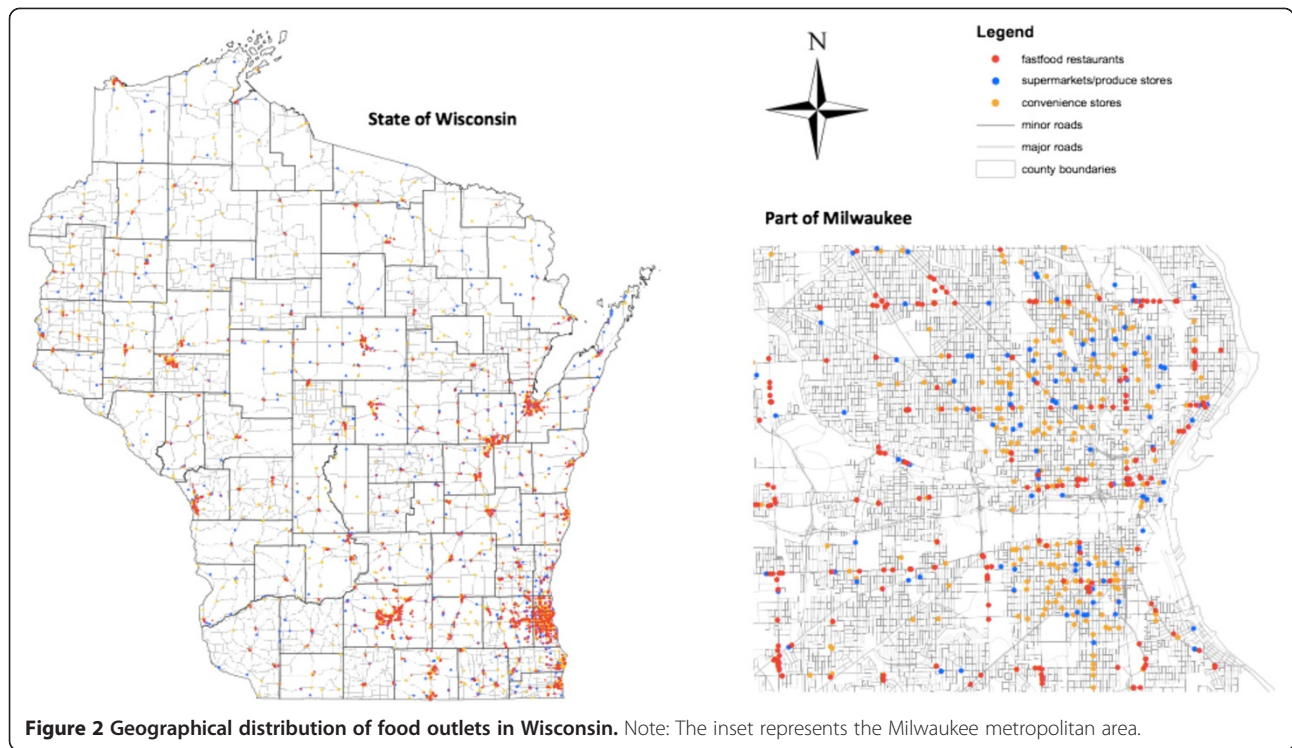 State of Wisconsin
N
Legend
fastfood restaurants
supermarkets/produce stores
convenience stores
minor roads
major roads
county boundaries
Part of Milwaukee
Figure 2 Geographical distribution of food outlets in Wisconsin. Note: The inset represents the Milwaukee metropolitan area.